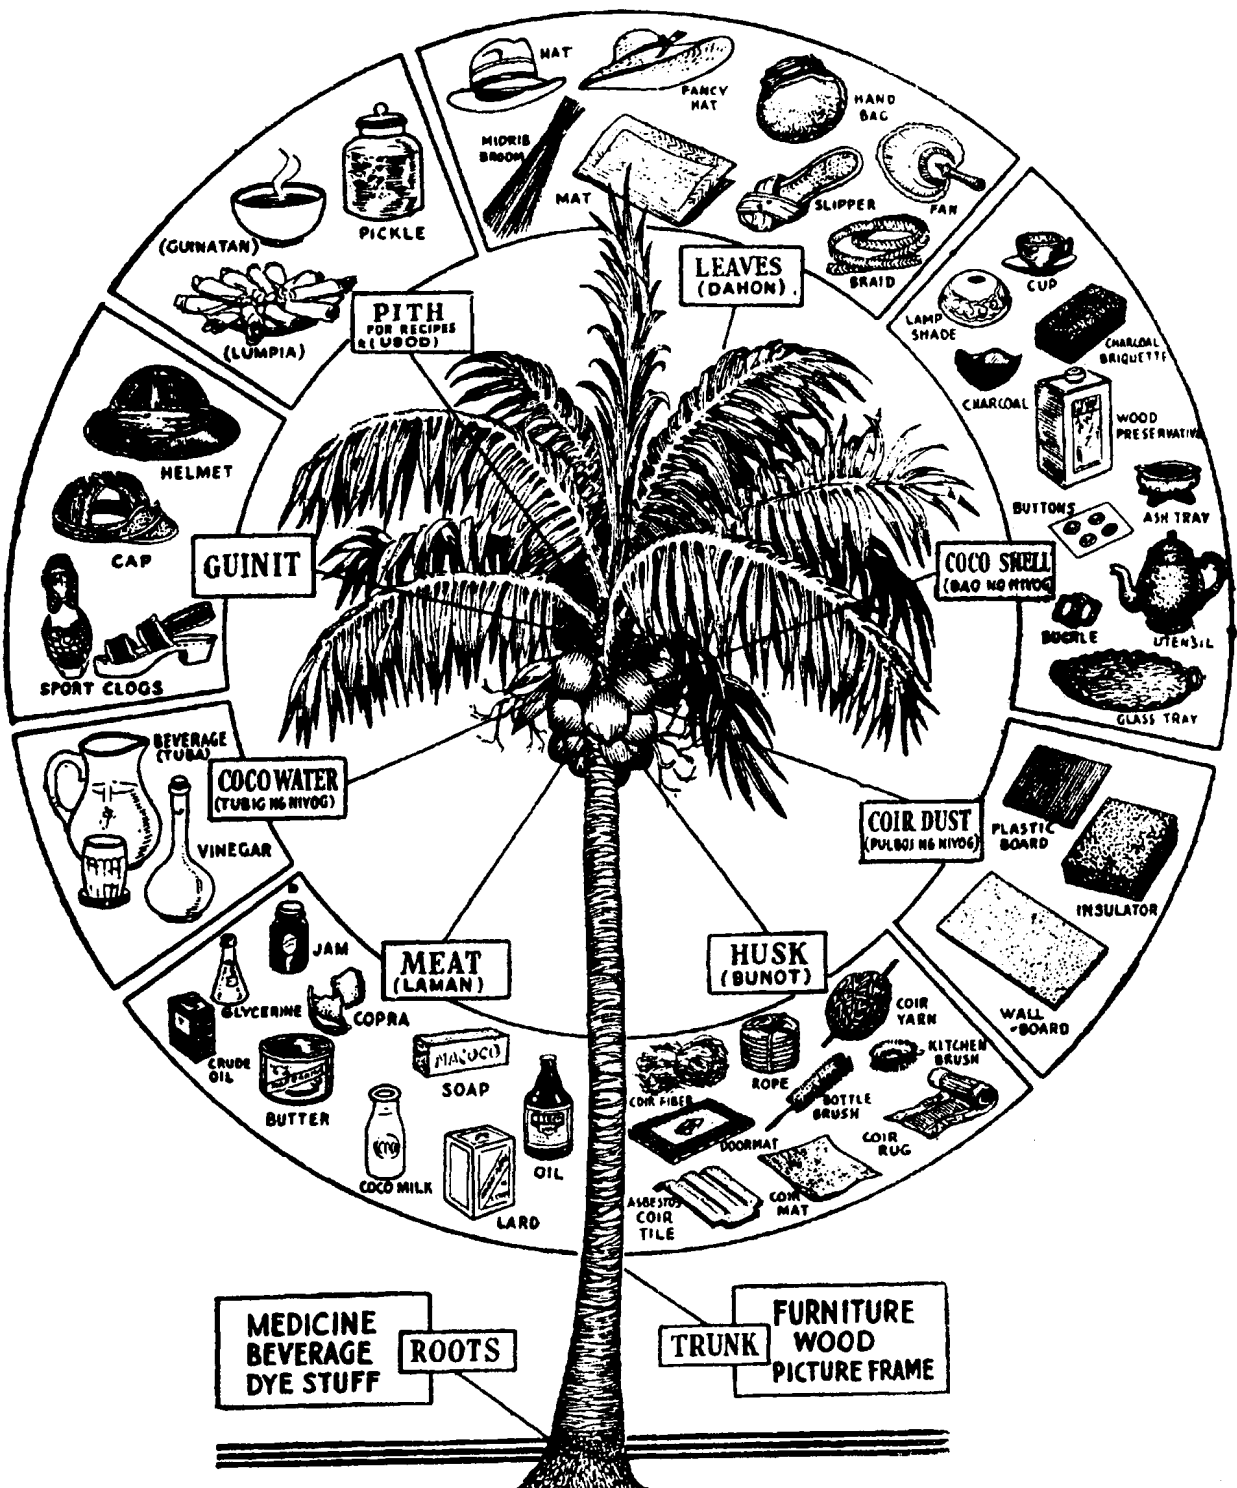 HAT
FANCY
HAT
HAND
BAG
MIDRIB
BROOM
MAT
SLIPPER
FAN
BRAID
LEAVES
(DAHON)
(GUINATAN)
PICKLE
(LUMPIA)
PITH
FOR RECIPES
(UBOD)
CUP
LAMP
SHADE
CHARCOAL
BRIQUETTE
CHARCOAL
WOOD
PRESERVATIVE
BUTTONS
ASH TRAY
BUCKLE
UTENSIL
GLASS TRAY
COCO SHELL
(BAO NG NIYOG)
HELMET
CAP
SPORT CLOGS
GUINIT
BEVERAGE
(TUBA)
VINEGAR
COCO WATER
(TUBIG NG NIYOG)
COIR DUST
(PULBOS NG NIYOG)
PLASTIC
BOARD
INSULATOR
WALL
-BOARD
JAM
GLYCERINE
COPRA
CRUDE
OIL
BUTTER
SOAP
COCO MILK
LARD
OIL
MEAT
(LAMAN)
HUSK
(BUNOT)
COIR
YARN
ROPE
KITCHEN
BRUSH
COIR FIBER
BOTTLE
BRUSH
DOORMAT
COIR
RUG
COIR
MAT
ASBESTOS
COIR
TILE
MEDICINE
BEVERAGE
DYE STUFF
ROOTS
TRUNK
FURNITURE
WOOD
PICTURE FRAME